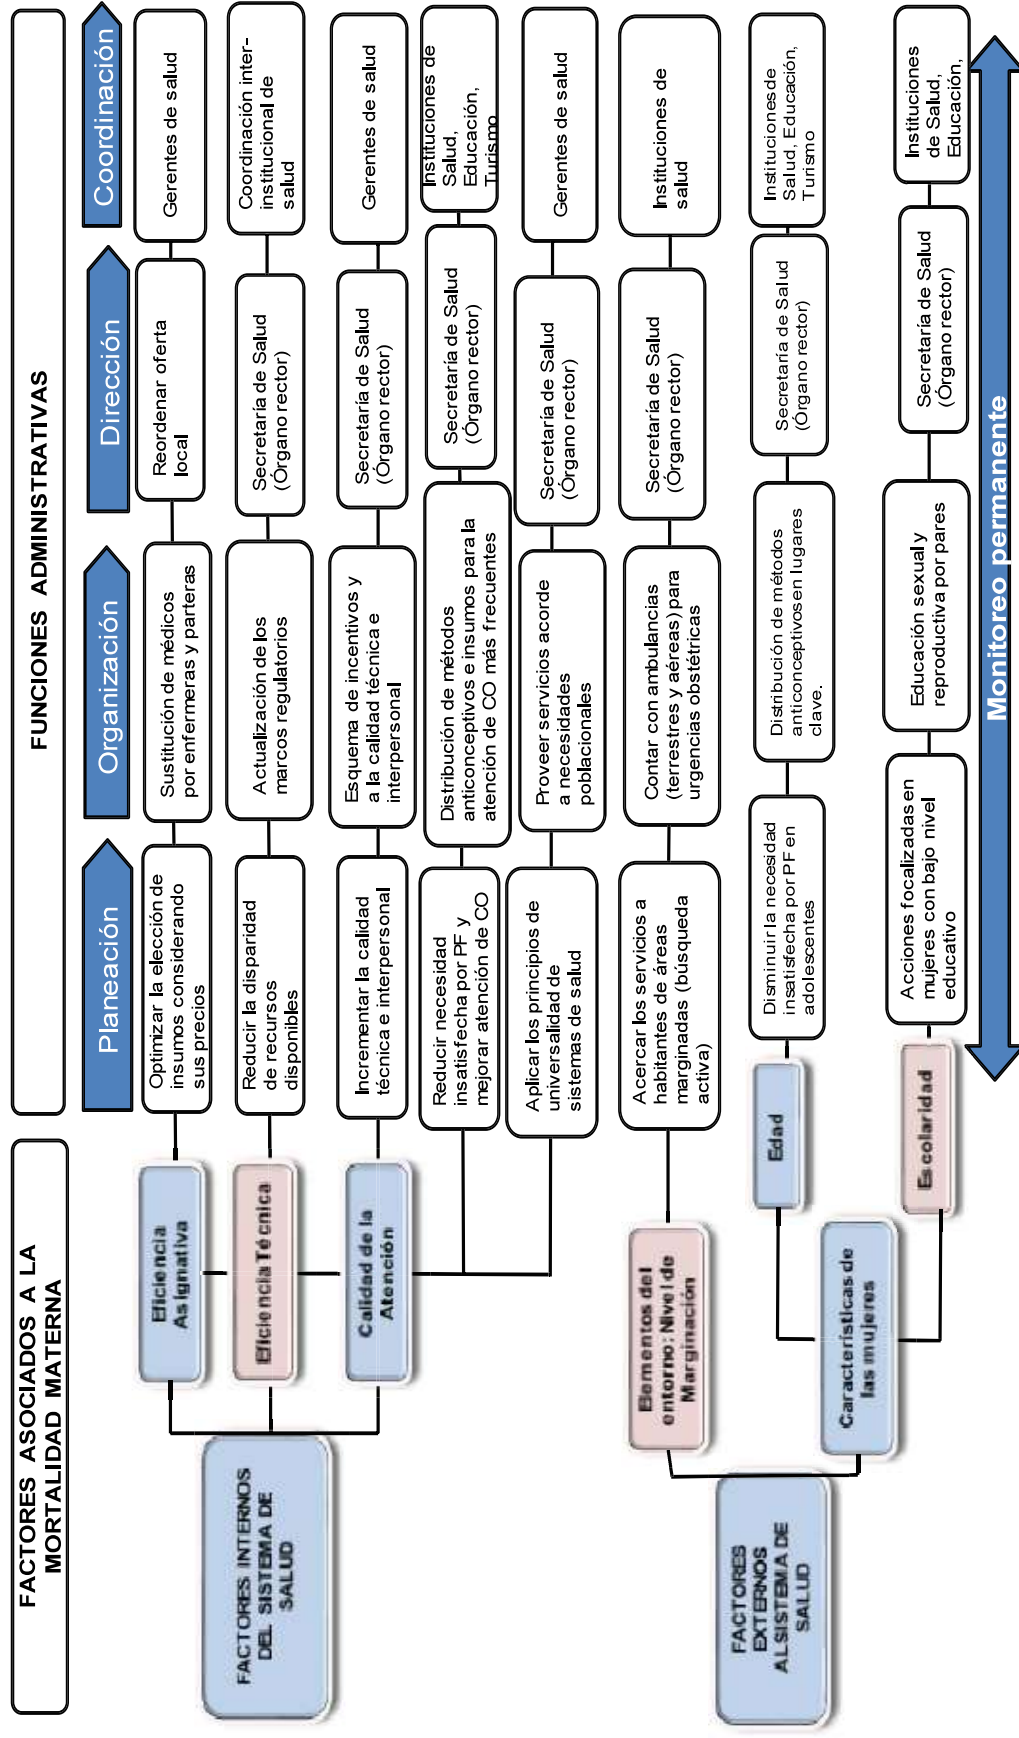 FACTORES ASOCIADOS A LA
MORTALIDAD MATERNA
FUNCIONES ADMINISTRATIVAS
Planeación
Organización
Dirección
Coordinación
FACTORES INTERNOS
DEL SISTEMA DE
SALUD
Eficiencia
Asignativa
Optimizar la elección de
insumos considerando
sus precios
Sustitución de médicos
por enfermeras y parteras
Reordenar oferta
local
Gerentes de salud
Eficiencia Técnica
Reducir la disparidad
de recursos
disponibles
Actualización de los
marcos regulatorios
Secretaría de Salud
(Órgano rector)
Coordinación inter-
institucional de
salud
Calidad de la
Atención
Incrementar la calidad
técnica e interpersonal
Esquema de incentivos y
a la calidad técnica e
interpersonal
Secretaría de Salud
(Órgano rector)
Gerentes de salud
Reducir necesidad
insatisfecha por PF y
mejorar atención de CO
Distribución de métodos
anticonceptivos e insumos para la
atención de CO más frecuentes
Secretaría de Salud
(Órgano rector)
Instituciones de
Salud,
Educación,
Turismo
Aplicar los principios de
universalidad de
sistemas de salud
Proveer servicios acorde
a necesidades
poblacionales
Secretaría de Salud
(Órgano rector)
Gerentes de salud
FACTORES
EXTERNOS
AL SISTEMA DE
SALUD
Elementos del
entorno: Nivel de
Marginación
Acercar los servicios a
habitantes de áreas
marginadas (búsqueda
activa)
Contar con ambulancias
(terrestres y aéreas) para
urgencias obstétricas
Secretaría de Salud
(Órgano rector)
Instituciones de
salud
Características de
las mujeres
Edad
Disminuir la necesidad
insatisfecha por PF en
adolescentes
Distribución de métodos
anticonceptivos en lugares
clave.
Secretaría de Salud
(Órgano rector)
Instituciones de
Salud, Educación,
Turismo
Escolaridad
Acciones focalizadas en
mujeres con bajo nivel
educativo
Educación sexual y
reproductiva por pares
Secretaría de Salud
(Órgano rector)
Instituciones
de Salud,
Educación,
Monitoreo permanente